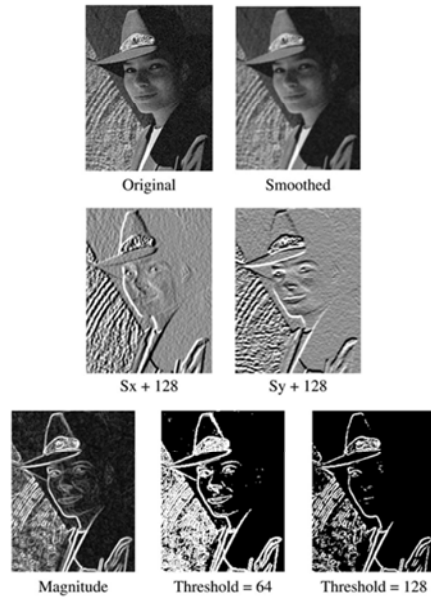 Original Smoothed
Sx + 128 Sy + 128
Magnitude Threshold = 64 Threshold = 128